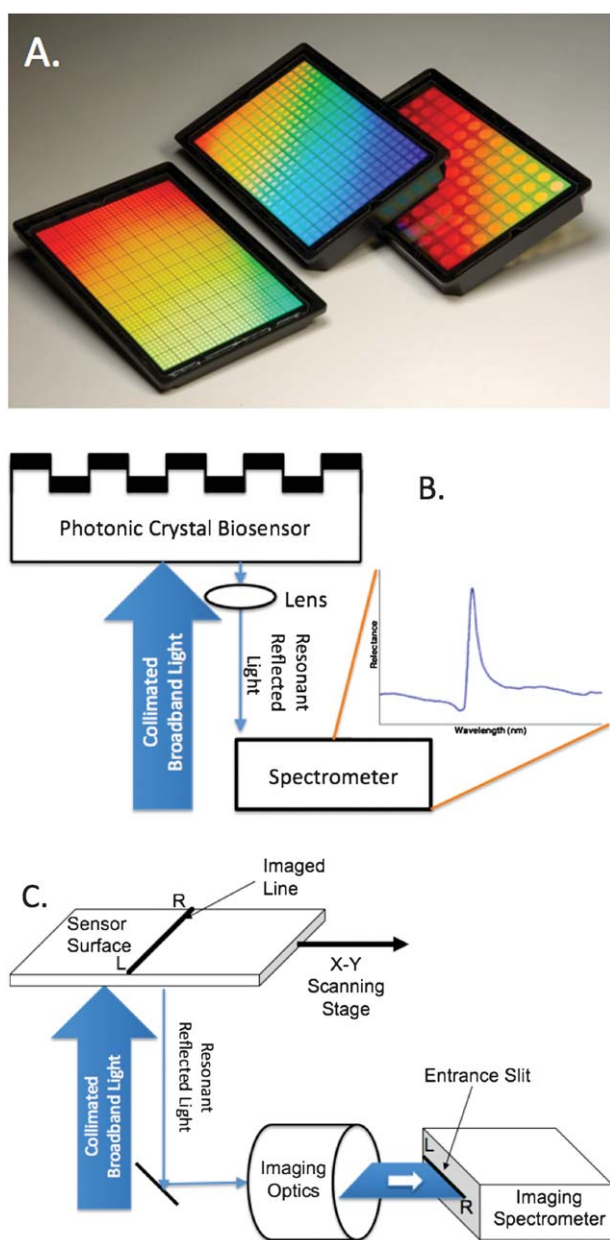 A.
B.
Photonic Crystal Biosensor
Lens
Collimated
Broadband Light
Resonant
Reflected
Light
Relectance
Wavelength (nm)
Spectrometer
C.
Imaged
Line
R
Sensor
Surface
L
X-Y
Scanning
Stage
Collimated
Broadband Light
Resonant
Reflected Light
Entrance Slit
Imaging
Optics
L
R
Imaging
Spectrometer